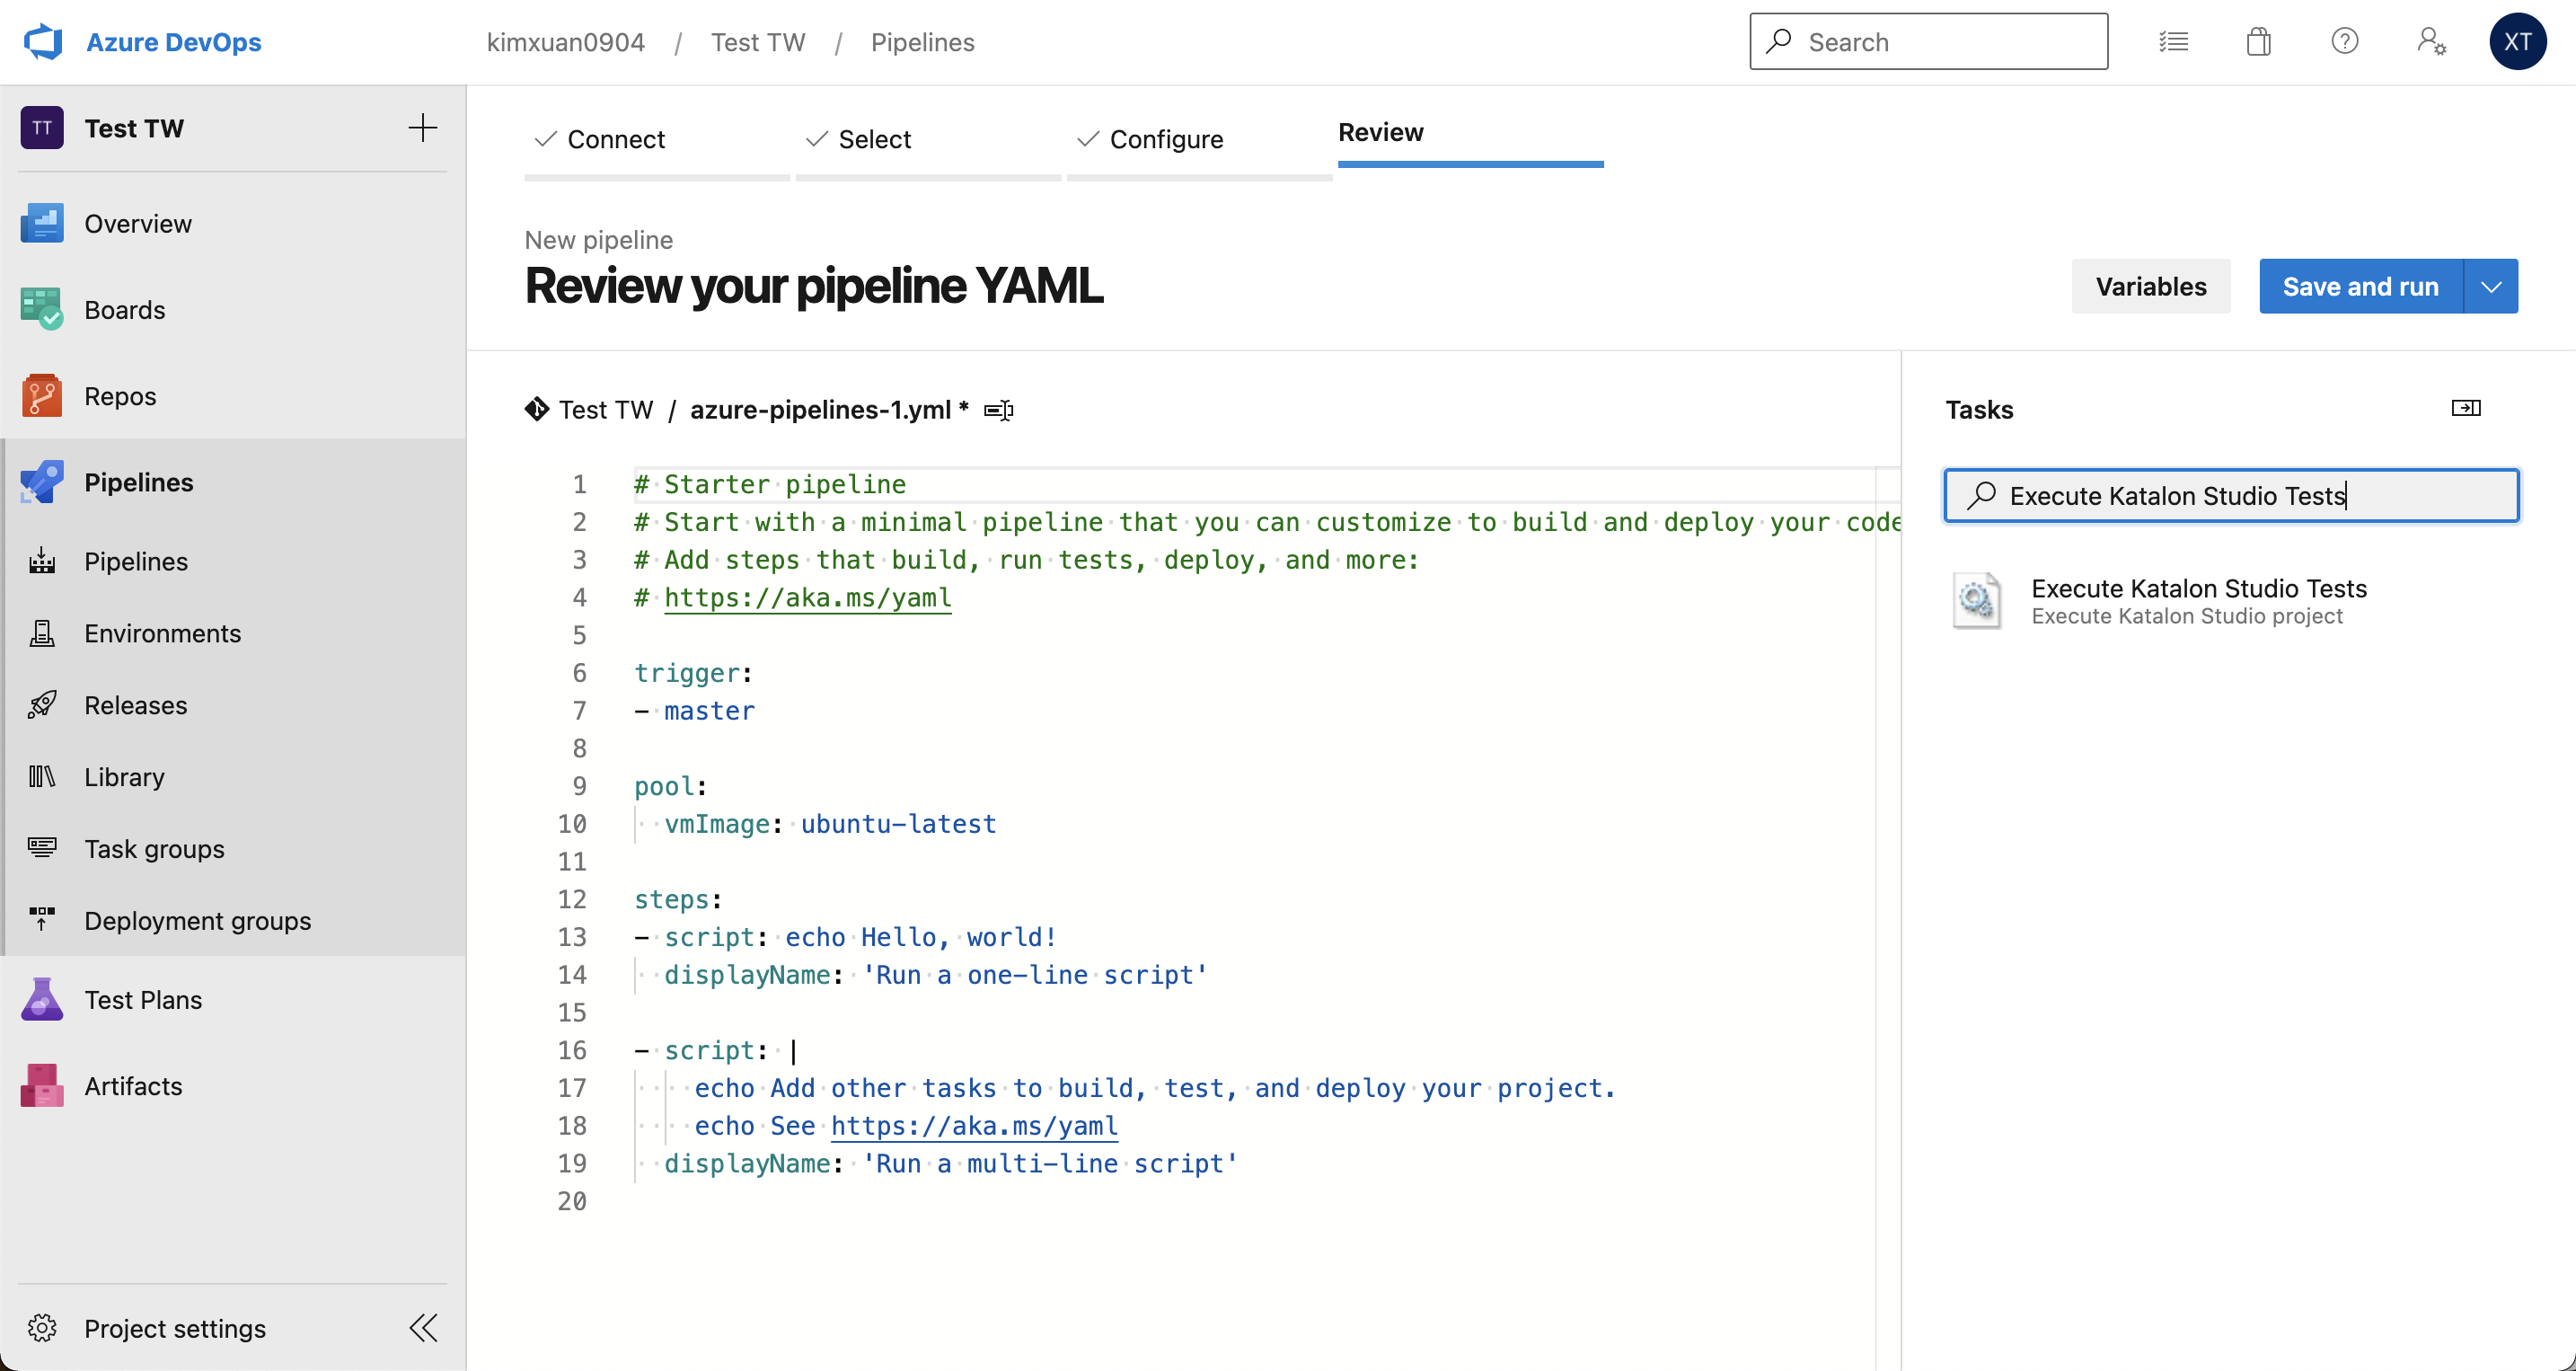 Azure DevOps
kimxuan0904 / Test TW / Pipelines
Search
XT
TT Test TW
Overview
Boards
Repos
Pipelines
Pipelines
Environments
Releases
Library
Task groups
Deployment groups
Test Plans
Artifacts
Project settings
Connect
Select
Configure
Review
New pipeline
Review your pipeline YAML
Variables
Save and run
Test TW / azure-pipelines-1.yml *
1 # Starter pipeline
2 # Start with a minimal pipeline that you can customize to build and deploy your code
3 # Add steps that build, run tests, deploy, and more:
4 # https://aka.ms/yaml
5
6 trigger:
7 - master
8
9 pool:
10   vmImage: ubuntu-latest
11
12 steps:
13 - script: echo Hello, world!
14   displayName: 'Run a one-line script'
15
16 - script: |
17     echo Add other tasks to build, test, and deploy your project.
18     echo See https://aka.ms/yaml
19   displayName: 'Run a multi-line script'
20
Tasks
Execute Katalon Studio Tests
Execute Katalon Studio Tests
Execute Katalon Studio project